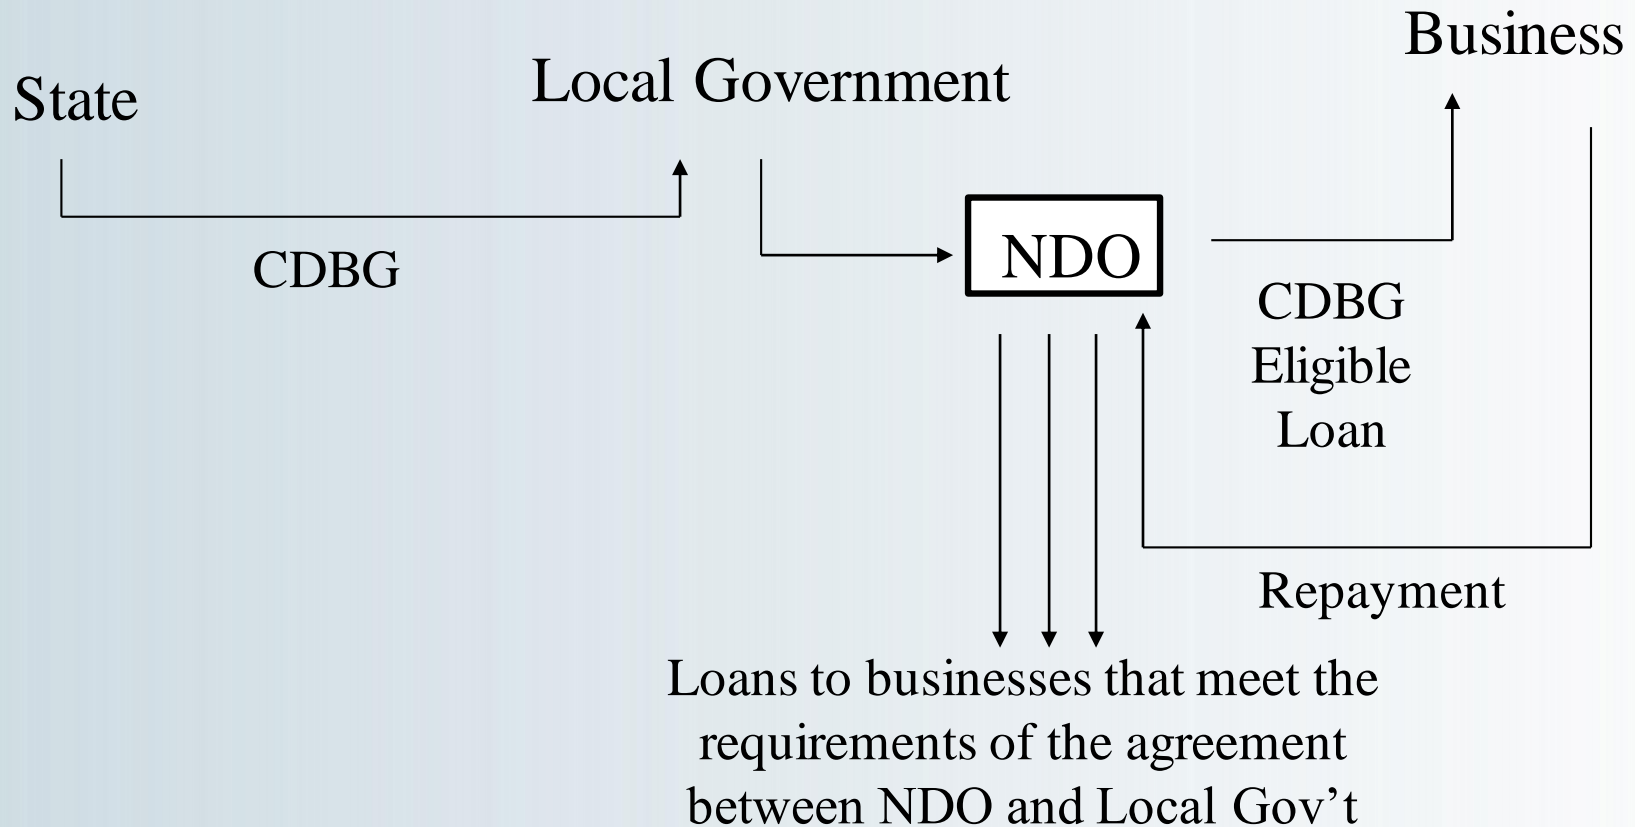 Business
State
Local Government
CDBG
NDO
CDBG
Eligible
Loan
Repayment
Loans to businesses that meet the
requirements of the agreement
between NDO and Local Gov’t